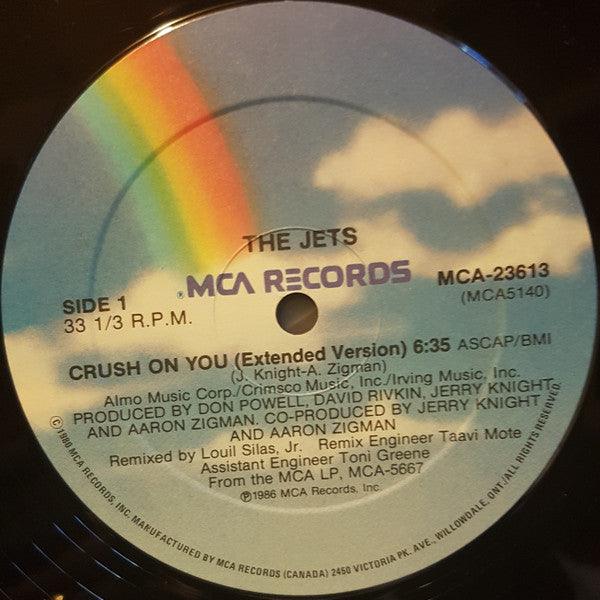 THE JETS
®MCA RECORDS
MCA-23613
(MCA5140)
SIDE 1
33 1/3 R.P.M.
CRUSH ON YOU (Extended Version) 6:35 ASCAP/BMI
(J. Knight-A. Zigman)
Almo Music Corp./Crimsco Music, Inc./Irving Music, Inc.
PRODUCED BY DON POWELL, DAVID RIVKIN, JERRY KNIGHT
AND AARON ZIGMAN. CO-PRODUCED BY JERRY KNIGHT
AND AARON ZIGMAN
Remixed by Louil Silas, Jr. Remix Engineer Taavi Mote
Assistant Engineer Toni Greene
From the MCA LP, MCA-5667
℗1986 MCA Records, Inc.
©1980 MCA RECORDS, INC. MANUFACTURED BY MCA RECORDS (CANADA) 2450 VICTORIA PK. AVE., WILLOWDALE, ONT./ALL RIGHTS RESERVED.